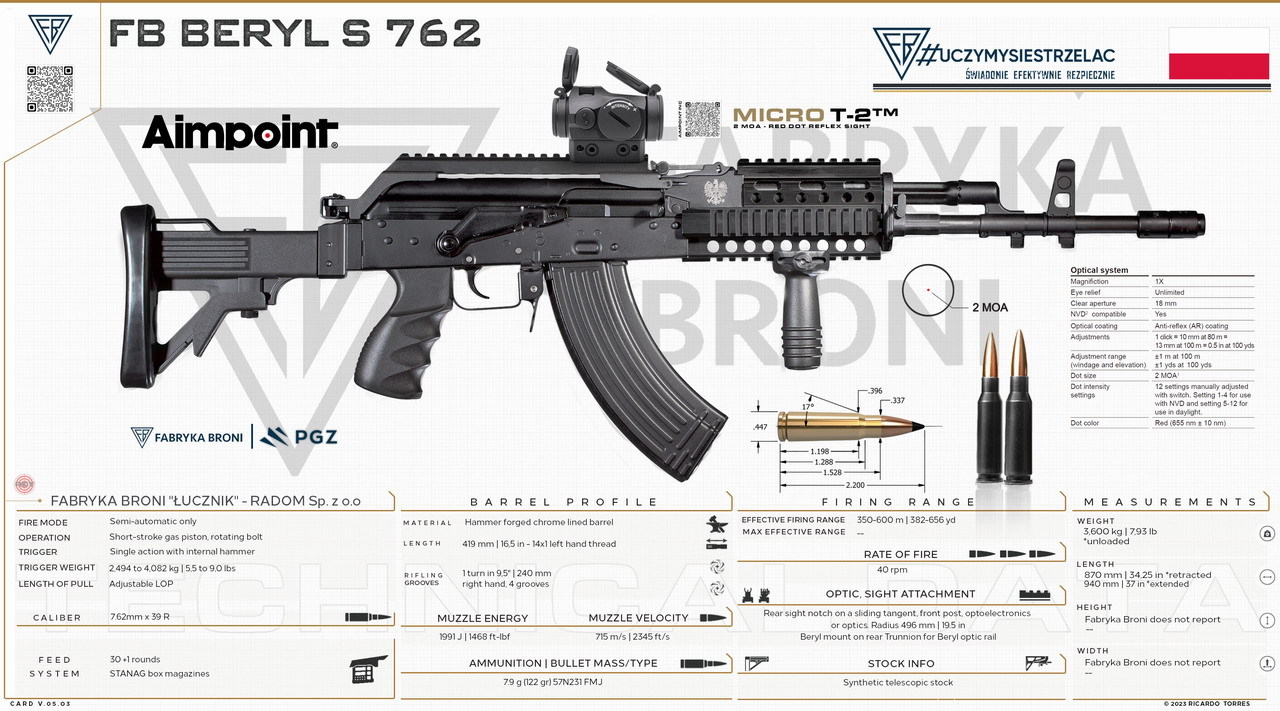 FB
FB BERYL S 762
FB #UCZYMYSIESTRZELAC
ŚWIADOMIE EFEKTYWNIE BEZPIECZNIE
Aimpoint®
AIMPOINT INC
MICRO T-2™
2 MOA - RED DOT REFLEX SIGHT
FABRYKA
BRONI
2 MOA
Optical system
Magnifiction 1X
Eye relief Unlimited
Clear aperture 18 mm
NVD² compatible Yes
Optical coating Anti-reflex (AR) coating
Adjustments 1 click = 10 mm at 80 m =
13 mm at 100 m = 0.5 in at 100 yds
Adjustment range ±1 m at 100 m
(windage and elevation) ±1 yds at 100 yds
Dot size 2 MOA¹
Dot intensity 12 settings manually adjusted
settings with switch. Setting 1-4 for use
with NVD and Setting 5-12 for
use in daylight.
Dot color Red (655 nm ± 10 nm)
.396
.337
17°
.447
1.198
1.288
1.528
2.200
FABRYKA BRONI PGZ
TECHNICAL DATA
FABRYKA BRONI "ŁUCZNIK" - RADOM Sp. z o.o
FIRE MODE Semi-automatic only
OPERATION Short-stroke gas piston, rotating bolt
TRIGGER Single action with internal hammer
TRIGGER WEIGHT 2,494 to 4,082 kg | 5.5 to 9.0 lbs
LENGTH OF PULL Adjustable LOP
CALIBER 7.62mm x 39 R
FEED 30 +1 rounds
SYSTEM STANAG box magazines
BARREL PROFILE
MATERIAL Hammer forged chrome lined barrel
LENGTH 419 mm | 16,5 in - 14x1 left hand thread
RIFLING 1 turn in 9,5" | 240 mm
GROOVES right hand, 4 grooves
MUZZLE ENERGY MUZZLE VELOCITY
1991 J | 1468 ft-lbf 715 m/s | 2345 ft/s
AMMUNITION | BULLET MASS/TYPE
7.9 g (122 gr) 57N231 FMJ
FIRING RANGE
EFFECTIVE FIRING RANGE 350-600 m | 382-656 yd
MAX EFFECTIVE RANGE --
RATE OF FIRE
40 rpm
OPTIC, SIGHT ATTACHMENT
Rear sight notch on a sliding tangent, front post, optoelectronics
or optics. Radius 496 mm | 19.5 in
Beryl mount on rear Trunnion for Beryl optic rail
STOCK INFO
Synthetic telescopic stock
MEASUREMENTS
WEIGHT
3,600 kg | 7,93 lb
*unloaded
LENGTH
870 mm | 34,25 in *retracted
940 mm | 37 in *extended
HEIGHT
Fabryka Broni does not report
--
WIDTH
Fabryka Broni does not report
--
CARD V.05.03
© 2023 RICARDO TORRES